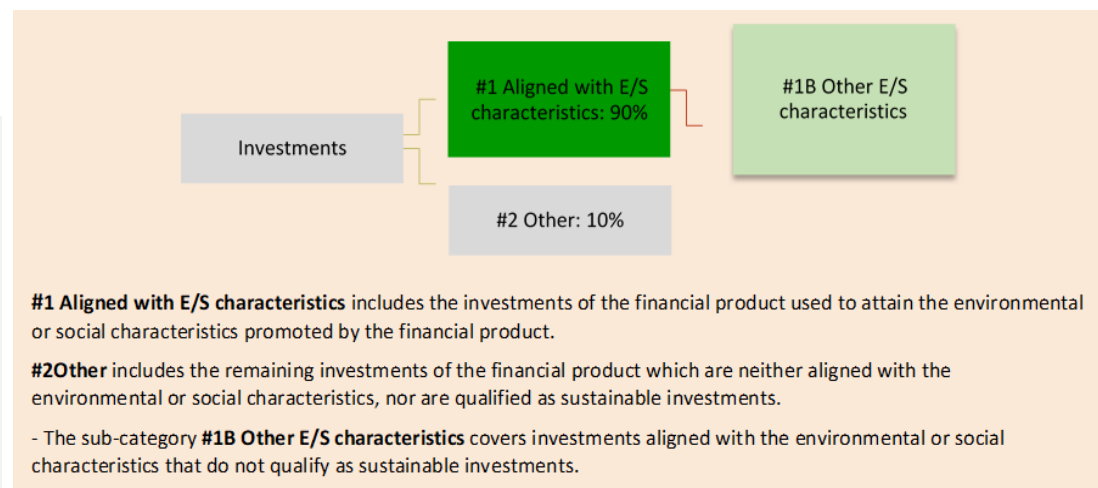 #1 Aligned with E/S
characteristics: 90%
#1B Other E/S
characteristics
Investments
#2 Other: 10%
#1 Aligned with E/S characteristics includes the investments of the financial product used to attain the environmental
or social characteristics promoted by the financial product.
#2Other includes the remaining investments of the financial product which are neither aligned with the
environmental or social characteristics, nor are qualified as sustainable investments.
- The sub-category #1B Other E/S characteristics covers investments aligned with the environmental or social
characteristics that do not qualify as sustainable investments.